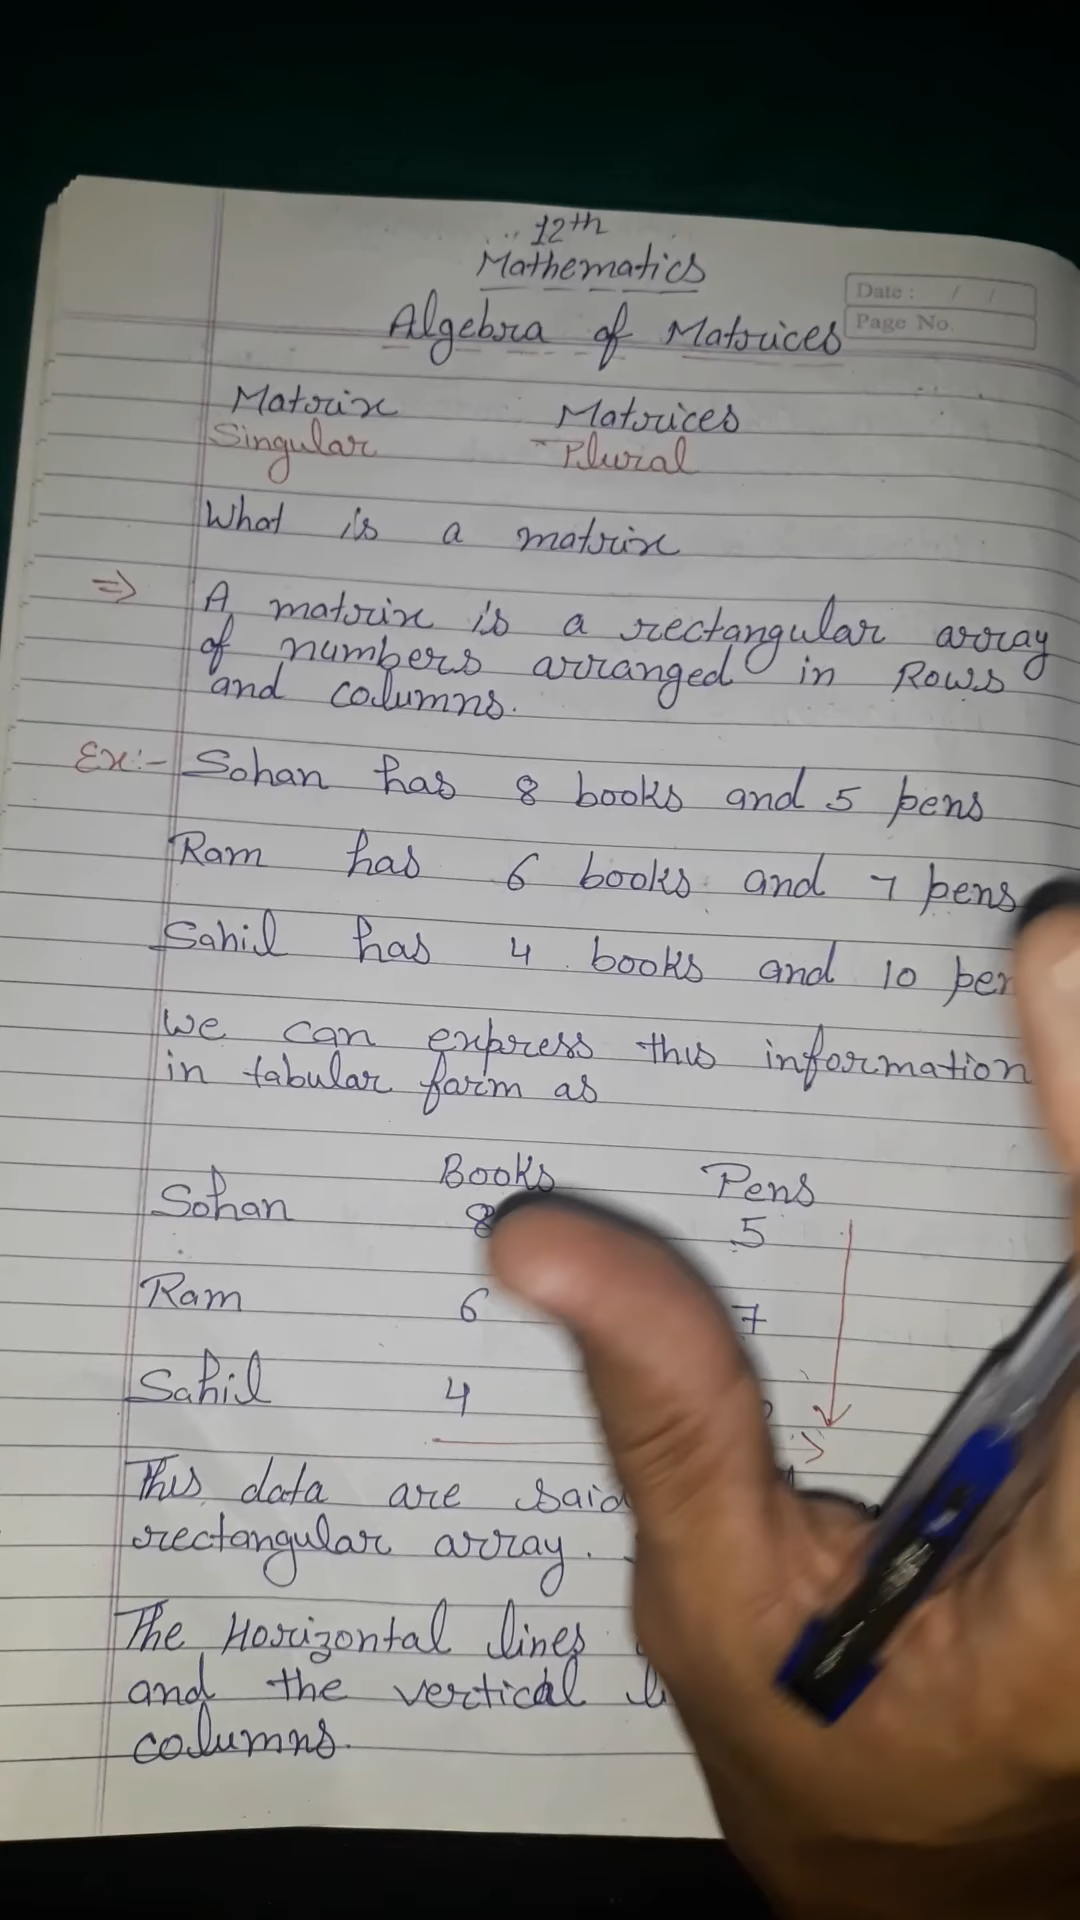 12th
Mathematics
Date : / /
Page No.
Algebra of Matrices
Matrix Matrices
Singular Plural
What is a matrix
⇒ A matrix is a rectangular array
of numbers arranged in Rows
and columns.
Ex:- Sohan has 8 books and 5 pens
Ram has 6 books and 7 pens
Sahil has 4 books and 10
We can express this information
in tabular form as
Books Pens
Sohan 8 5
Ram 6 7
Sahil 4
This data are said
rectangular array.
The Horizontal lines
and the vertical
columns.